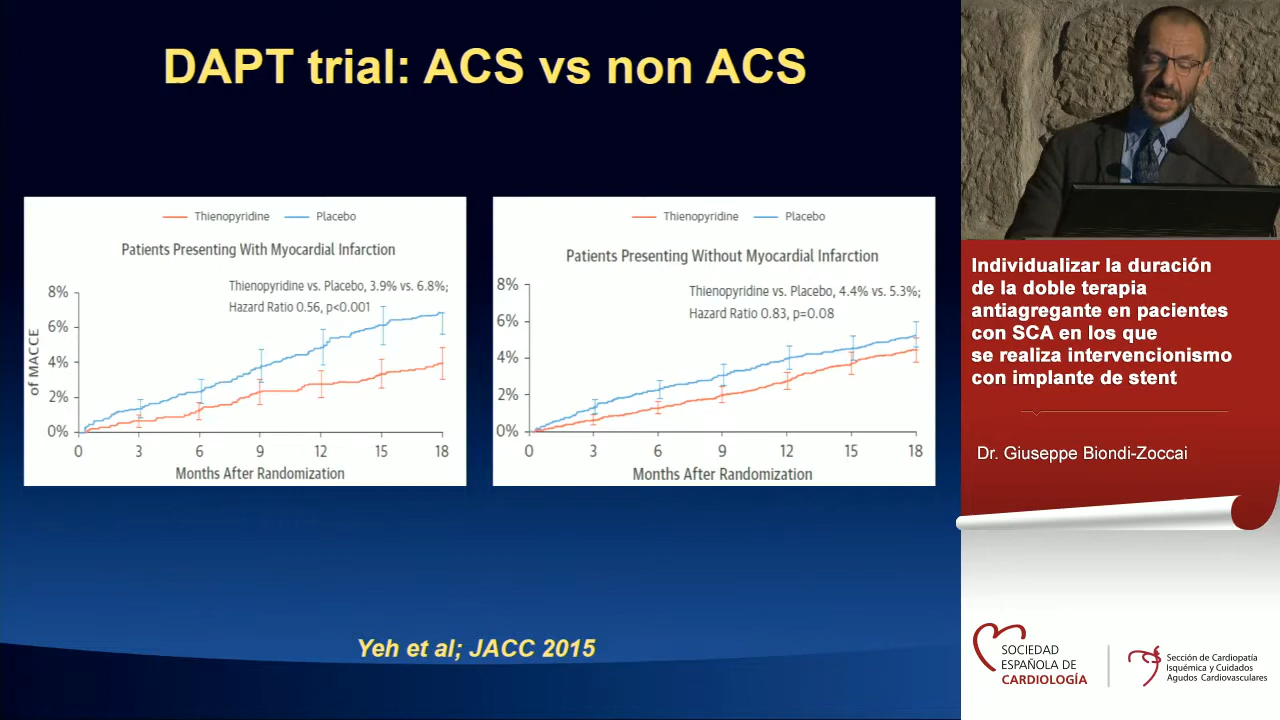 DAPT trial: ACS vs non ACS
Thienopyridine Placebo
Patients Presenting With Myocardial Infarction
Thienopyridine vs. Placebo, 3.9% vs. 6.8%;
Hazard Ratio 0.56, p<0.001
8%
6%
4%
2%
0%
of MACCE
0 3 6 9 12 15 18
Months After Randomization
Thienopyridine Placebo
Patients Presenting Without Myocardial Infarction
Thienopyridine vs. Placebo, 4.4% vs. 5.3%;
Hazard Ratio 0.83, p=0.08
8%
6%
4%
2%
0%
0 3 6 9 12 15 18
Months After Randomization
Yeh et al; JACC 2015
Individualizar la duración
de la doble terapia
antiagregante en pacientes
con SCA en los que
se realiza intervencionismo
con implante de stent
Dr. Giuseppe Biondi-Zoccai
SOCIEDAD
ESPAÑOLA DE
CARDIOLOGÍA
Sección de Cardiopatía
Isquémica y Cuidados
Agudos Cardiovasculares